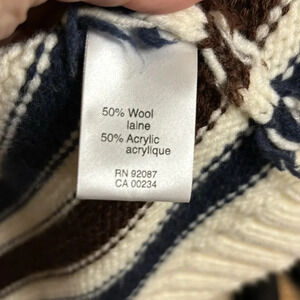 50% Wool
laine
50% Acrylic
acrylique
RN 92087
CA 00234